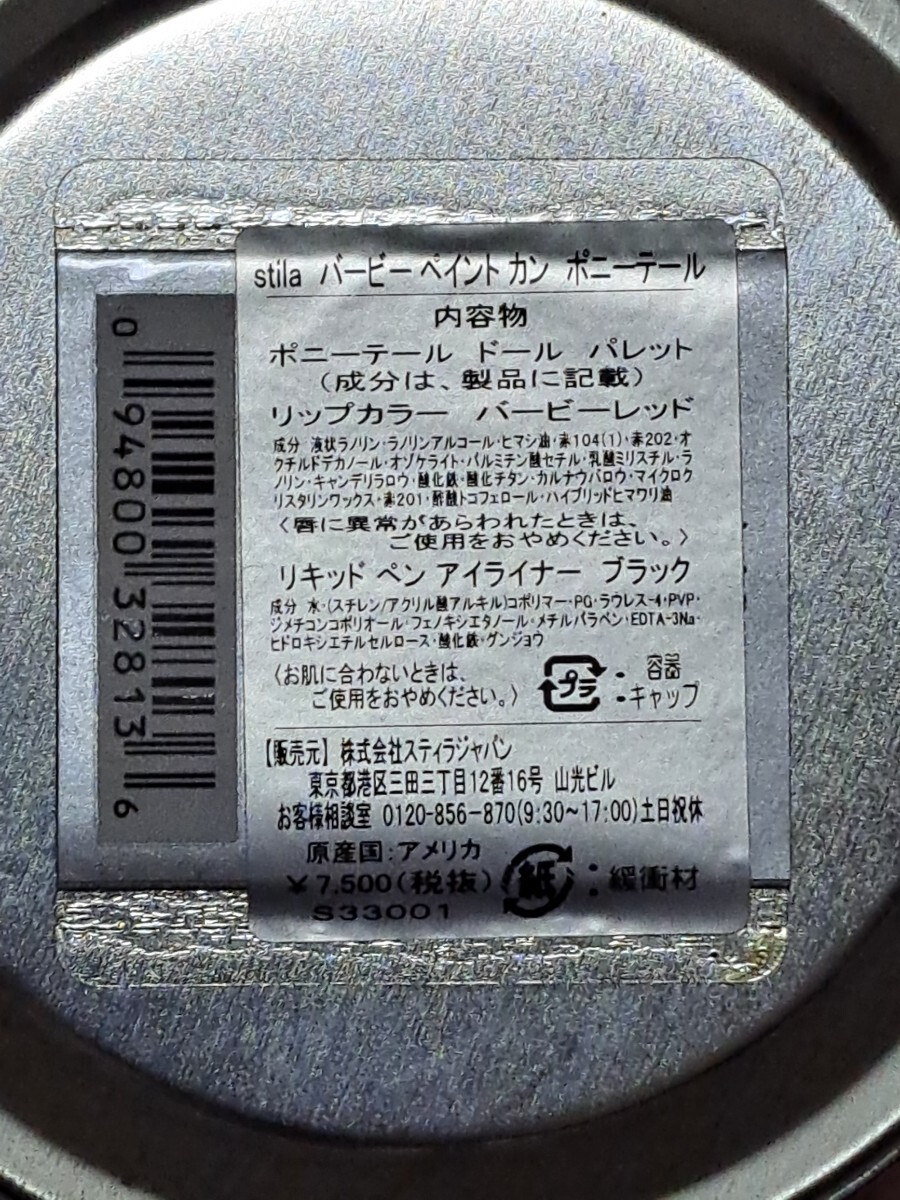 stila バービー ペイント カン ポニーテール
内容物
ポニーテール ドール パレット
(成分は、製品に記載)
リップカラー バービーレッド
成分 液状ラノリン・ラノリンアルコール・ヒマシ油・赤104(1)・赤202・オ
クチルドデカノール・オゾケライト・パルミチン酸セチル・乳酸ミリスチル・ラ
ノリン・キャンデリラロウ・酸化鉄・酸化チタン・カルナウバロウ・マイクロク
リスタリンワックス・赤201・酢酸トコフェロール・ハイブリッドヒマワリ油
〈唇に異常があらわれたときは、
ご使用をおやめください。〉
リキッド ペン アイライナー ブラック
成分 水・(スチレン/アクリル酸アルキル)コポリマー・PG・ラウレス-4・PVP・
ジメチコンコポリオール・フェノキシエタノール・メチルパラベン・EDTA-3Na・
ヒドロキシエチルセルロース・酸化鉄・グンジョウ
〈お肌に合わないときは、
ご使用をおやめください。〉
プラ : 容器
・キャップ
【販売元】株式会社スティラジャパン
東京都港区三田三丁目12番16号 山光ビル
お客様相談室 0120-856-870(9:30~17:00)土日祝休
原産国:アメリカ
¥7,500(税抜)
紙 : 緩衝材
S33001
0 94800 32813 6